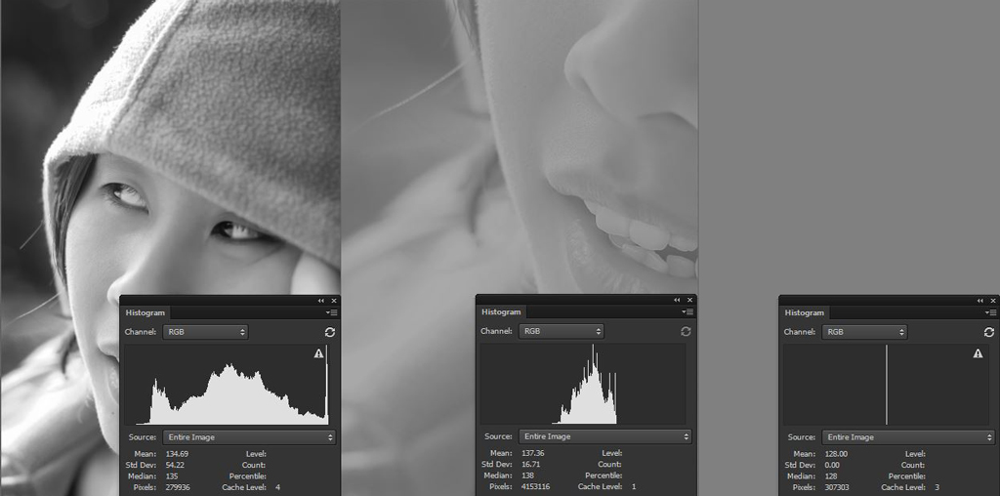 Histogram
Channel: RGB
Source: Entire Image
Mean: 134.69 Level:
Std Dev: 54.22 Count:
Median: 135 Percentile:
Pixels: 279936 Cache Level: 4
Histogram
Channel: RGB
Source: Entire Image
Mean: 137.36 Level:
Std Dev: 16.71 Count:
Median: 138 Percentile:
Pixels: 4153116 Cache Level: 1
Histogram
Channel: RGB
Source: Entire Image
Mean: 128.00 Level:
Std Dev: 0.00 Count:
Median: 128 Percentile:
Pixels: 307303 Cache Level: 3